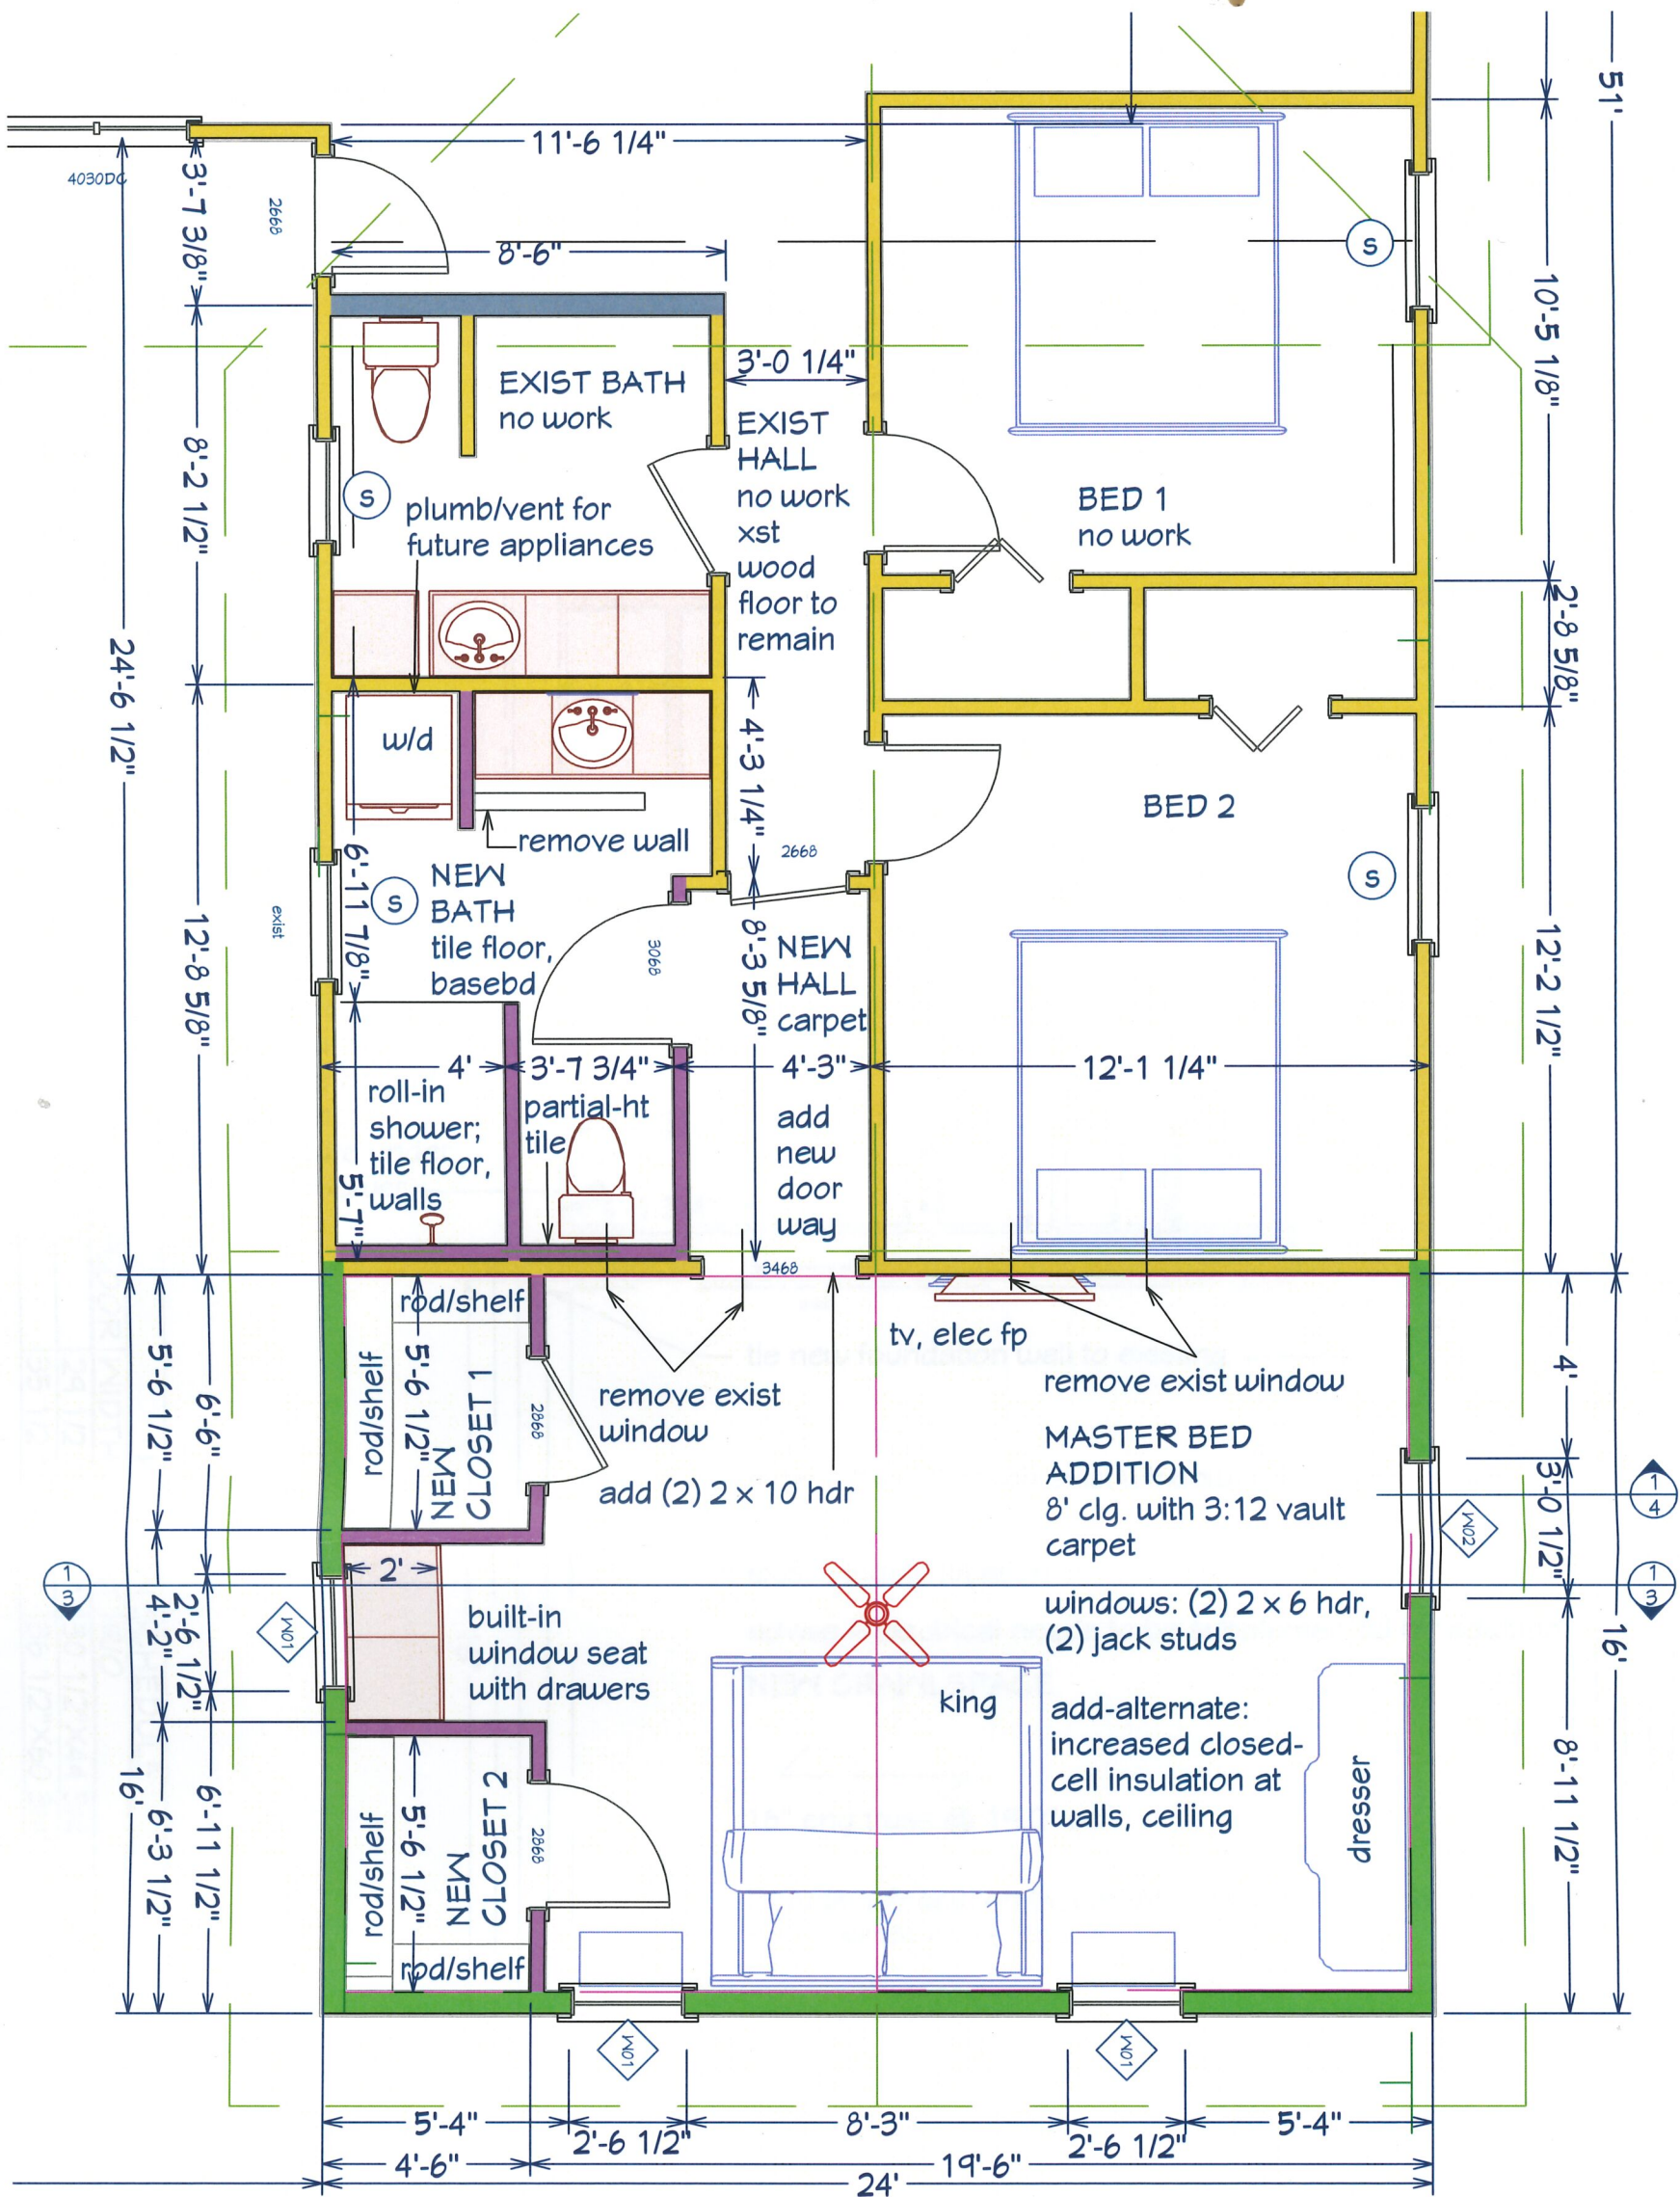 51'
11'-6 1/4"
4030DC
3'-7 3/8"
2668
8'-6"
S
10'-5 1/8"
3'-0 1/4"
EXIST BATH
no work
EXIST
HALL
no work
xst
wood
floor to
remain
8'-2 1/2"
S
plumb/vent for
future appliances
BED 1
no work
2'-8 5/8"
24'-6 1/2"
w/d
4'-3 1/4"
BED 2
remove wall
2668
6'-11 7/8"
NEW
BATH
tile floor,
basebd
S
S
exist
12'-8 5/8"
3068
8'-3 5/8"
NEW
HALL
carpet
12'-2 1/2"
4'
3'-7 3/4"
4'-3"
12'-1 1/4"
roll-in
shower;
tile floor,
walls
5'-7"
partial-ht
tile
add
new
door
way
3468
rod/shelf
rod/shelf
5'-6 1/2"
NEW
CLOSET 1
2868
5'-6 1/2"
6'-6"
tv, elec fp
remove exist
window
remove exist window
add (2) 2 x 10 hdr
4'
MASTER BED
ADDITION
8' clg. with 3:12 vault
carpet
3'-0 1/2"
W02
1
4
1
3
1
3
2'
2'-6 1/2"
4'-2"
W01
built-in
window seat
with drawers
windows: (2) 2 x 6 hdr,
(2) jack studs
16'
king
add-alternate:
increased closed-
cell insulation at
walls, ceiling
dresser
8'-11 1/2"
16'
6'-3 1/2"
6'-11 1/2"
rod/shelf
5'-6 1/2"
NEW
CLOSET 2
2868
rod/shelf
W01
W01
5'-4"
2'-6 1/2"
8'-3"
2'-6 1/2"
5'-4"
4'-6"
19'-6"
24'